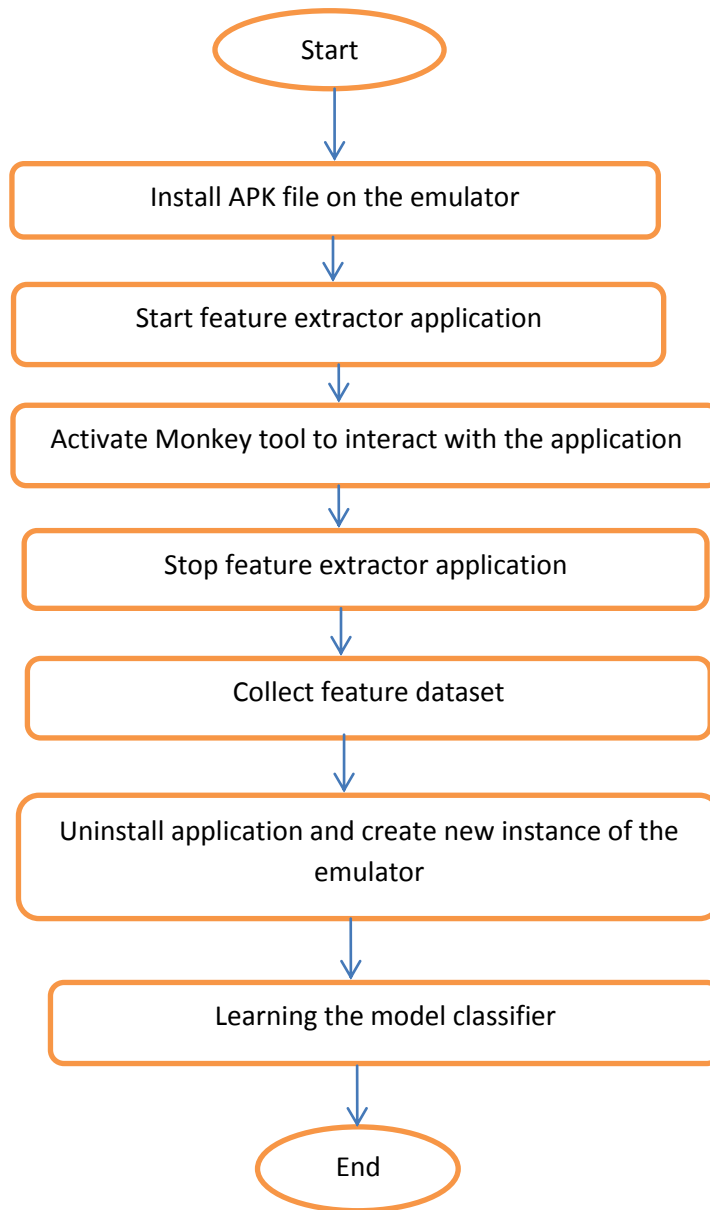 Start
Install APK file on the emulator
Start feature extractor application
Activate Monkey tool to interact with the application
Stop feature extractor application
Collect feature dataset
Uninstall application and create new instance of the
emulator
Learning the model classifier
End